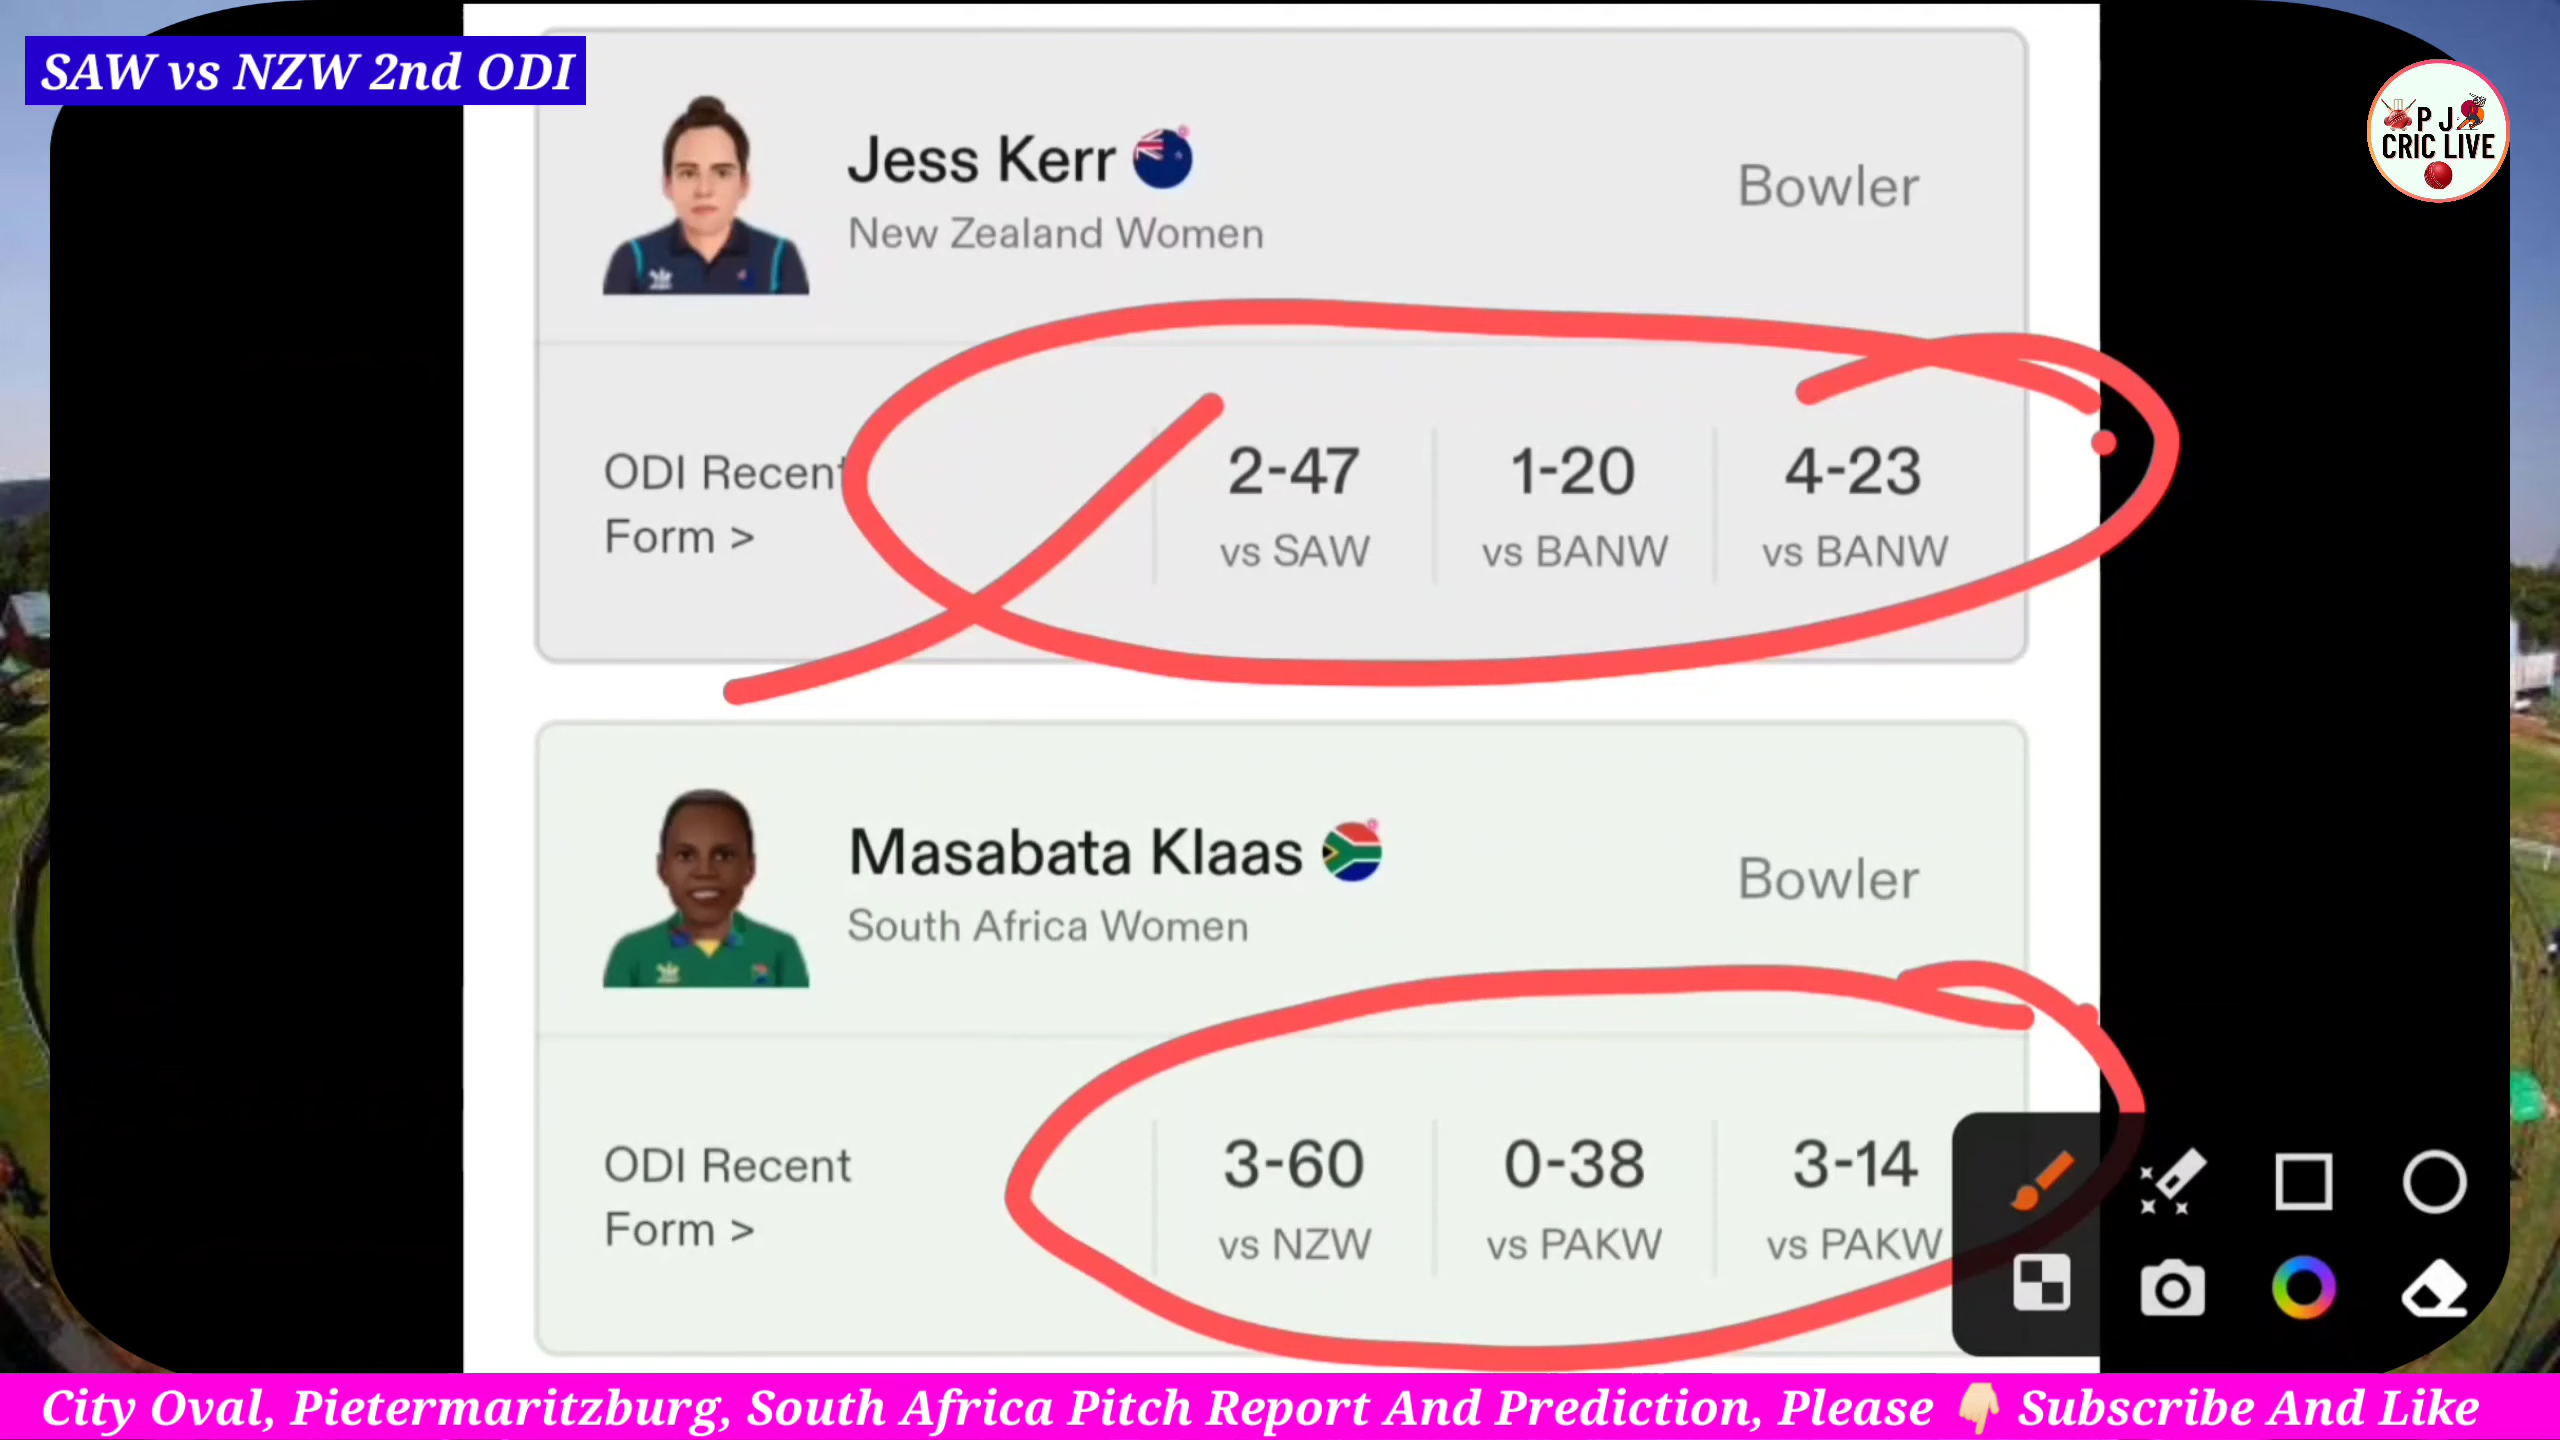 SAW vs NZW 2nd ODI
P J
CRIC LIVE
Jess Kerr
New Zealand Women
Bowler
ODI Recent
Form >
2-47
vs SAW
1-20
vs BANW
4-23
vs BANW
Masabata Klaas
South Africa Women
Bowler
ODI Recent
Form >
3-60
vs NZW
0-38
vs PAKW
3-14
vs PAKW
City Oval, Pietermaritzburg, South Africa Pitch Report And Prediction, Please 👇 Subscribe And Like